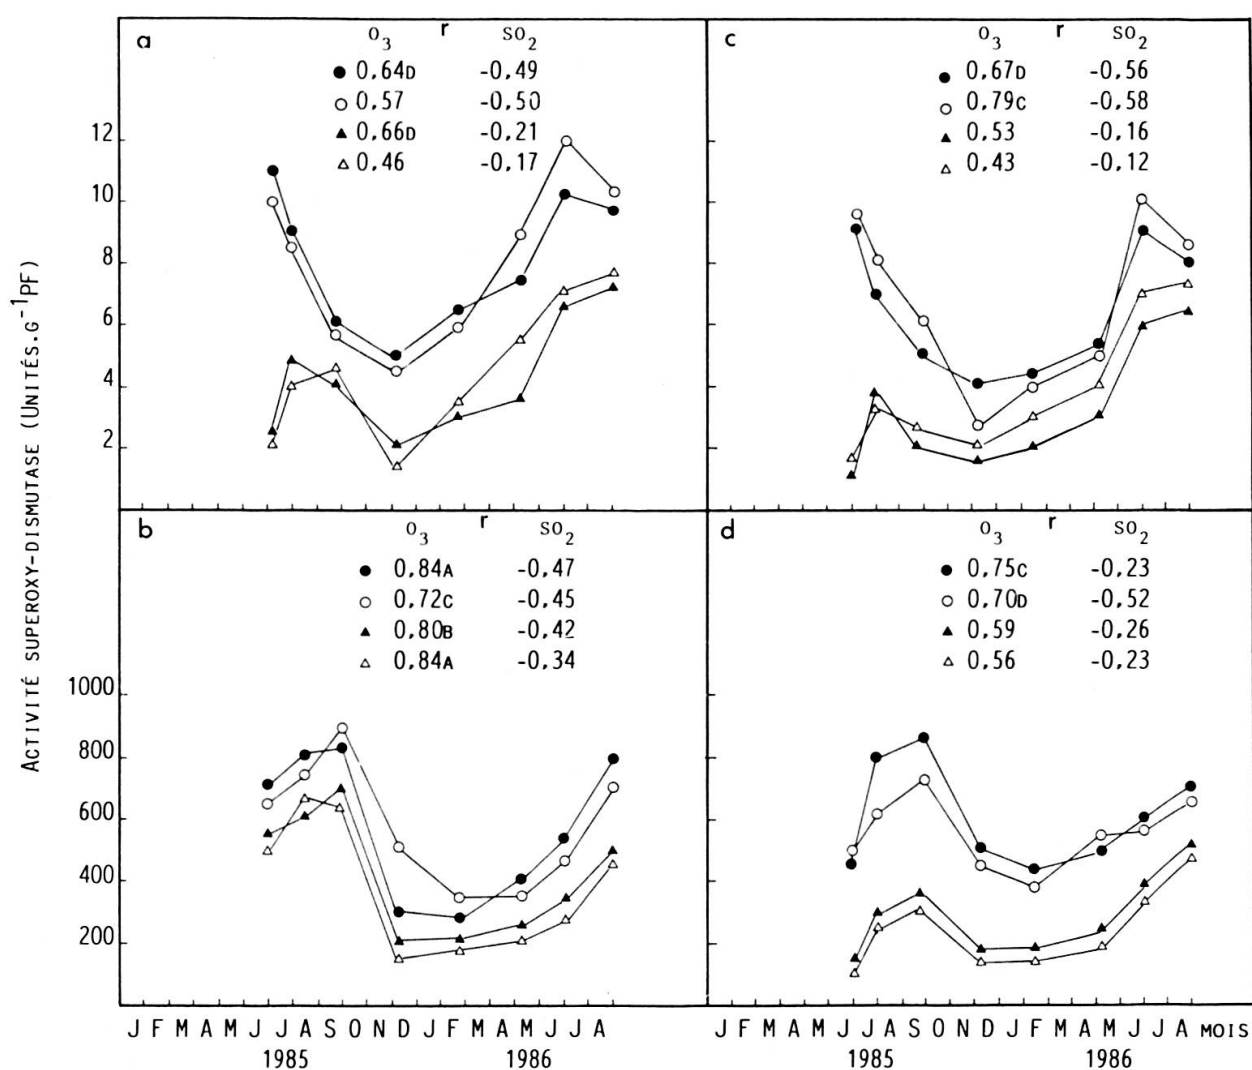 a
O3 r SO2
● 0,64D -0,49
○ 0,57 -0,50
▲ 0,66D -0,21
△ 0,46 -0,17
12
10
8
6
4
2
c
O3 r SO2
● 0,67D -0,56
○ 0,79C -0,58
▲ 0,53 -0,16
△ 0,43 -0,12
ACTIVITÉ SUPEROXY-DISMUTASE (UNITÉS.G-1PF)
b
O3 r SO2
● 0,84A -0,47
○ 0,72C -0,45
▲ 0,80B -0,42
△ 0,84A -0,34
1000
800
600
400
200
d
O3 r SO2
● 0,75C -0,23
○ 0,70D -0,52
▲ 0,59 -0,26
△ 0,56 -0,23
J F M A M J J A S O N D J F M A M J J A
1985 1986
J F M A M J J A S O N D J F M A M J J A MOIS
1985 1986